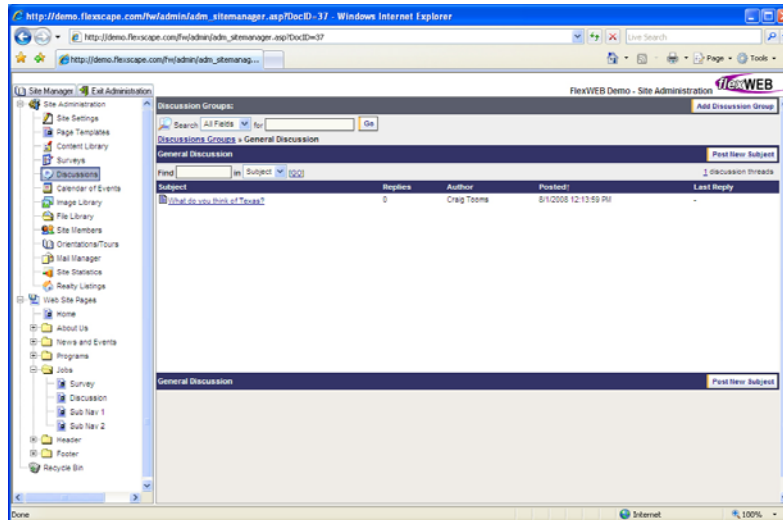 http://demo.flexscape.com/fw/admin/adm_sitemanager.asp?DocID=37 - Windows Internet Explorer
http://demo.flexscape.com/fw/admin/adm_sitemanager.asp?DocID=37
Live Search
http://demo.flexscape.com/fw/admin/adm_sitemanag...
Page
Tools
Site Manager
Exit Administration
FlexWEB Demo - Site Administration
flexWEB
Site Administration
Site Settings
Page Templates
Content Library
Surveys
Discussions
Calendar of Events
Image Library
File Library
Site Members
Orientations/Tours
Mail Manager
Site Statistics
Realty Listings
Web Site Pages
Home
About Us
News and Events
Programs
Jobs
Survey
Discussion
Sub Nav 1
Sub Nav 2
Header
Footer
Recycle Bin
Discussion Groups:
Add Discussion Group
Search All Fields for Go
Discussions Groups » General Discussion
General Discussion
Post New Subject
Find in Subject [GO]
1 discussion threads
Subject Replies Author Posted↑ Last Reply
What do you think of Texas? 0 Craig Tooms 8/1/2008 12:13:59 PM -
General Discussion
Post New Subject
Done
Internet
100%